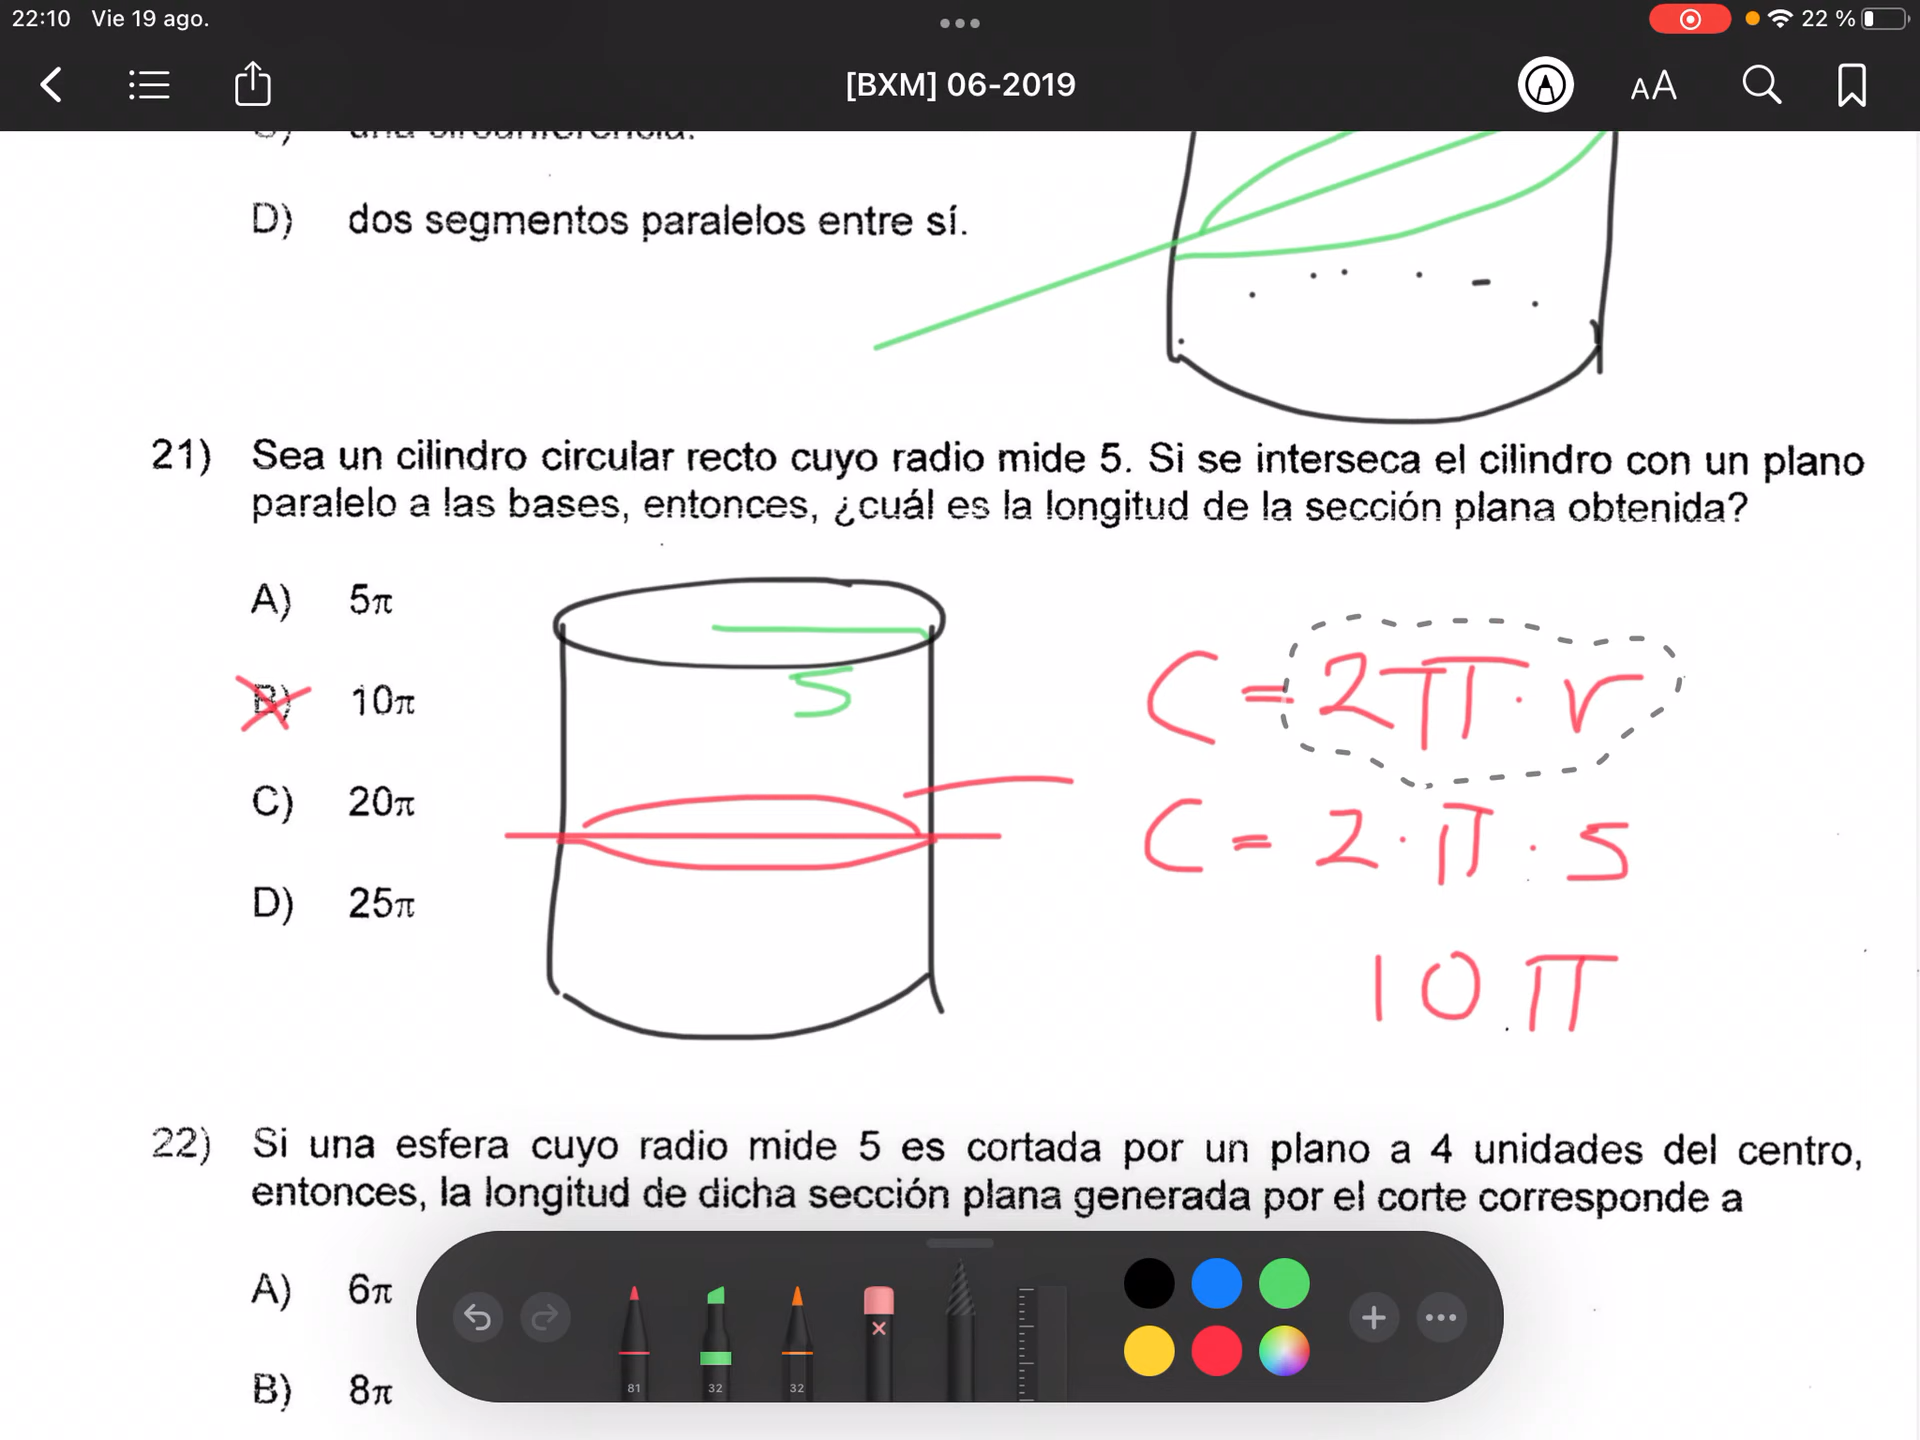 22:10 Vie 19 ago.
22 %
[BXM] 06-2019
una circunferencia.
D) dos segmentos paralelos entre sí.
21) Sea un cilindro circular recto cuyo radio mide 5. Si se interseca el cilindro con un plano
paralelo a las bases, entonces, ¿cuál es la longitud de la sección plana obtenida?
A) 5π
B) 10π
C) 20π
D) 25π
5
C = 2π · r
C = 2 · π · 5
10 π
22) Si una esfera cuyo radio mide 5 es cortada por un plano a 4 unidades del centro,
entonces, la longitud de dicha sección plana generada por el corte corresponde a
A) 6π
B) 8π
81
32
32
AA